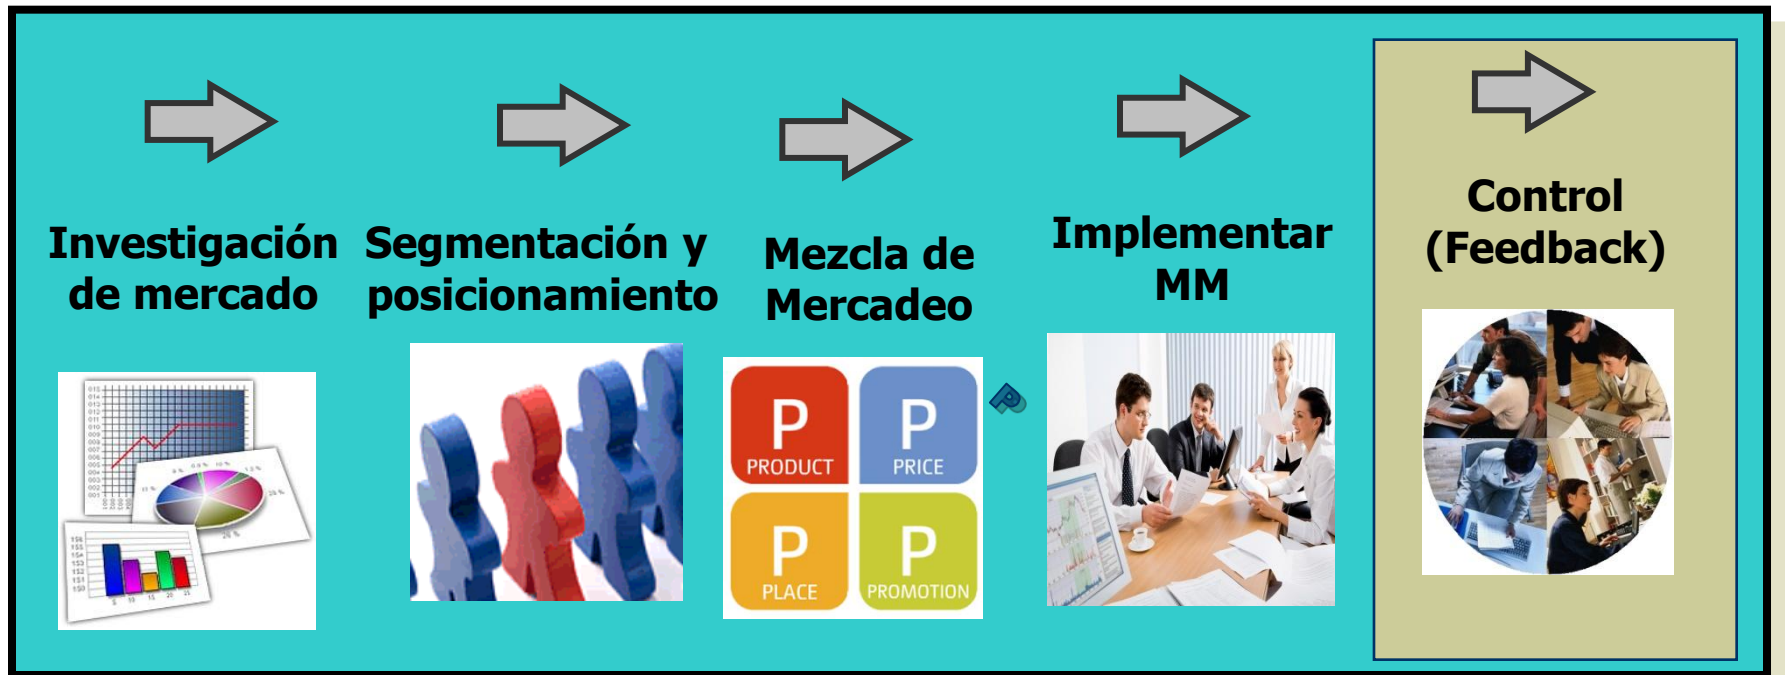 Investigación
de mercado
Segmentación y
posicionamiento
Mezcla de
Mercadeo
P
PRODUCT
P
PRICE
P
PLACE
P
PROMOTION
P
Implementar
MM
Control
(Feedback)